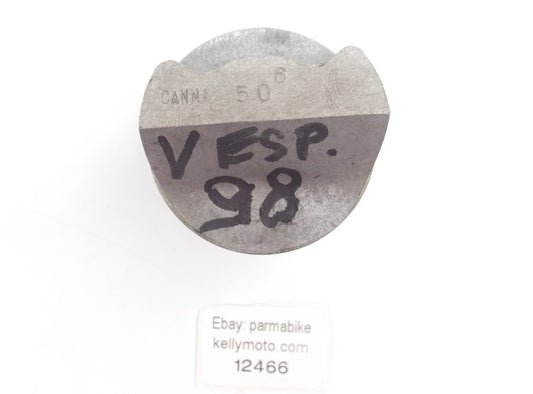 CANNA 50 6
VESP.
98
Ebay: parmabike
kellymoto.com
12466